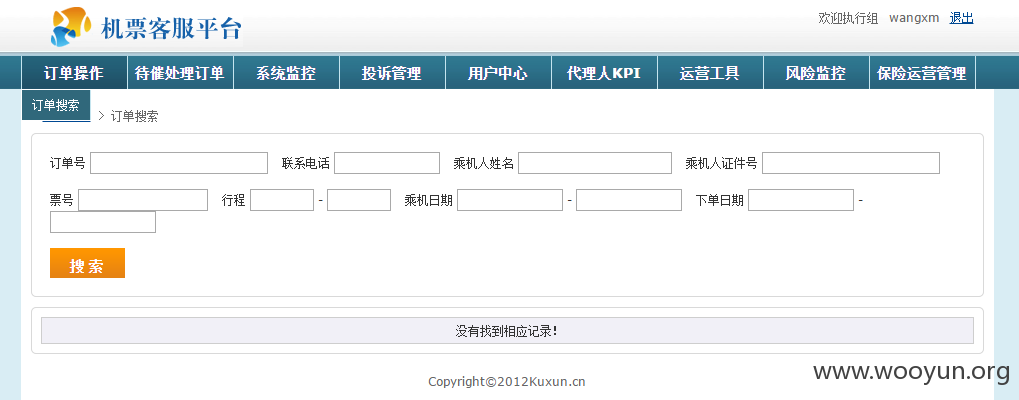 机票客服平台
欢迎执行组 wangxm 退出
订单操作 待催处理订单 系统监控 投诉管理 用户中心 代理人KPI 运营工具 风险监控 保险运营管理
订单搜索 > 订单搜索
订单号 联系电话 乘机人姓名 乘机人证件号
票号 行程 - 乘机日期 - 下单日期 -
搜 索
没有找到相应记录!
www.wooyun.org
Copyright©2012Kuxun.cn